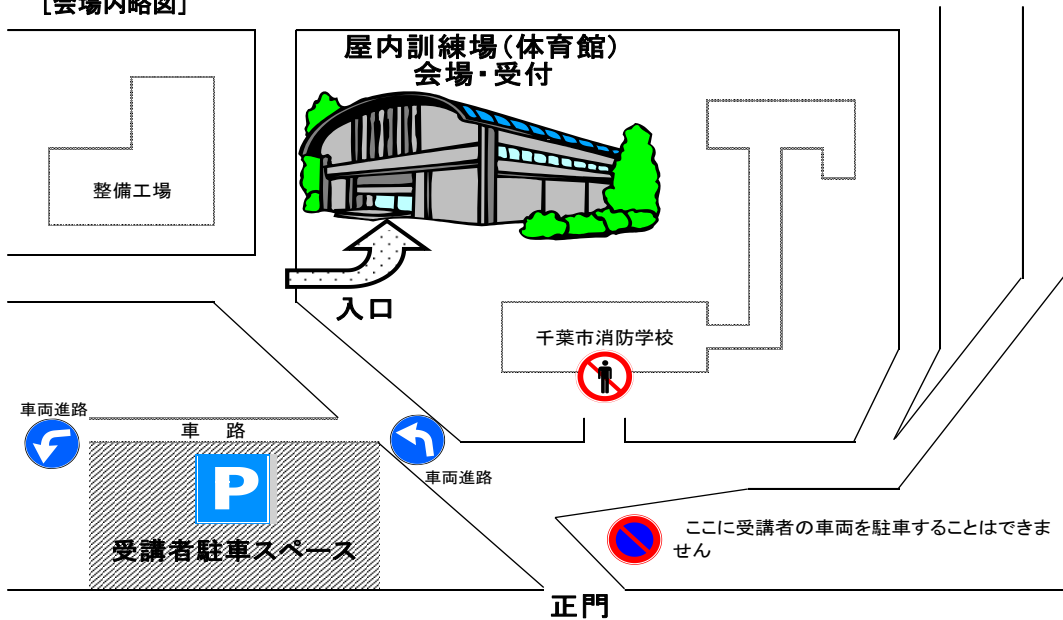 [会場内略図]
屋内訓練場(体育館)
会場・受付
整備工場
入口
千葉市消防学校
車両進路
車　路
車両進路
P
受講者駐車スペース
ここに受講者の車両を駐車することはできま
せん
正門